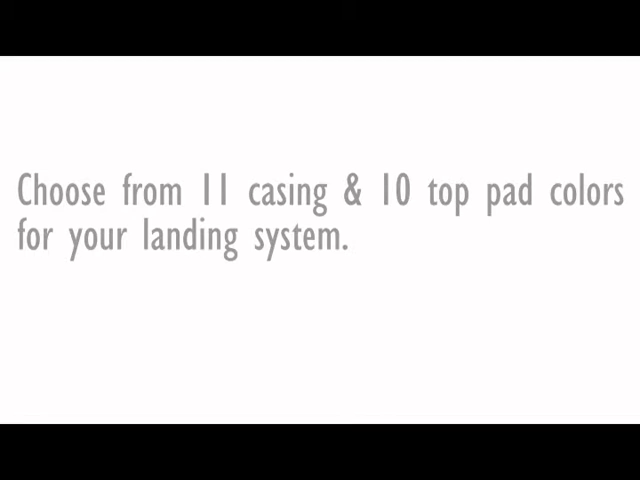 Choose from 11 casing & 10 top pad colors
for your landing system.